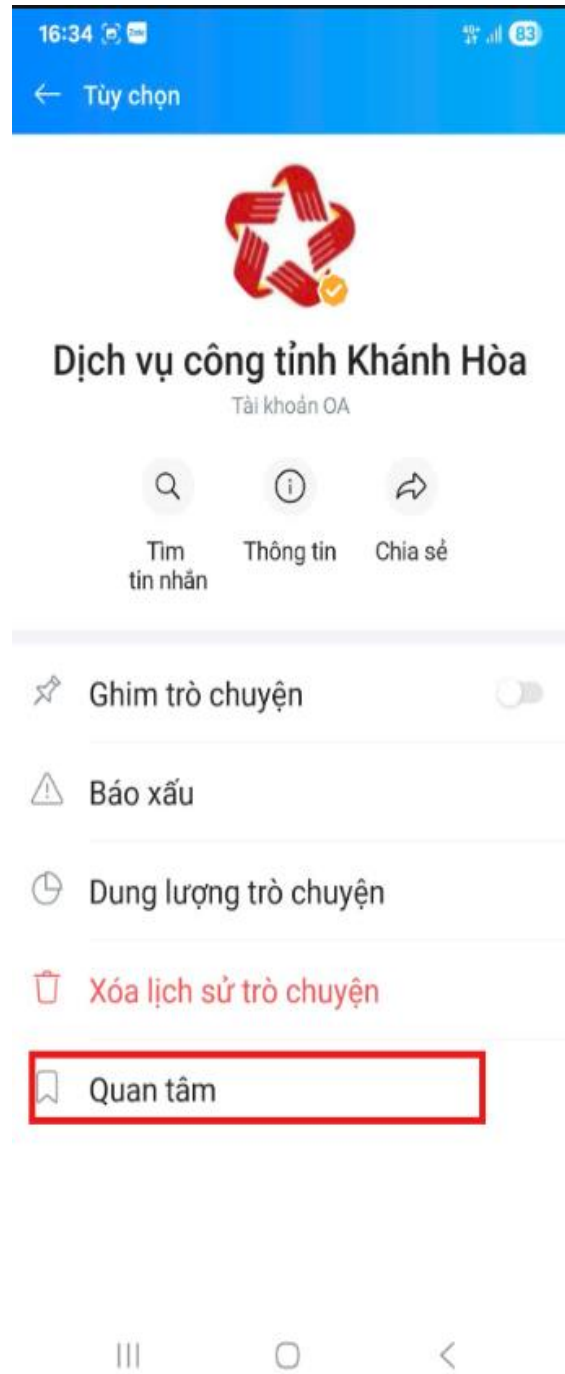 16:34
83
Tùy chọn
Dịch vụ công tỉnh Khánh Hòa
Tài khoản OA
Tìm
tin nhắn
Thông tin
Chia sẻ
Ghim trò chuyện
Báo xấu
Dung lượng trò chuyện
Xóa lịch sử trò chuyện
Quan tâm